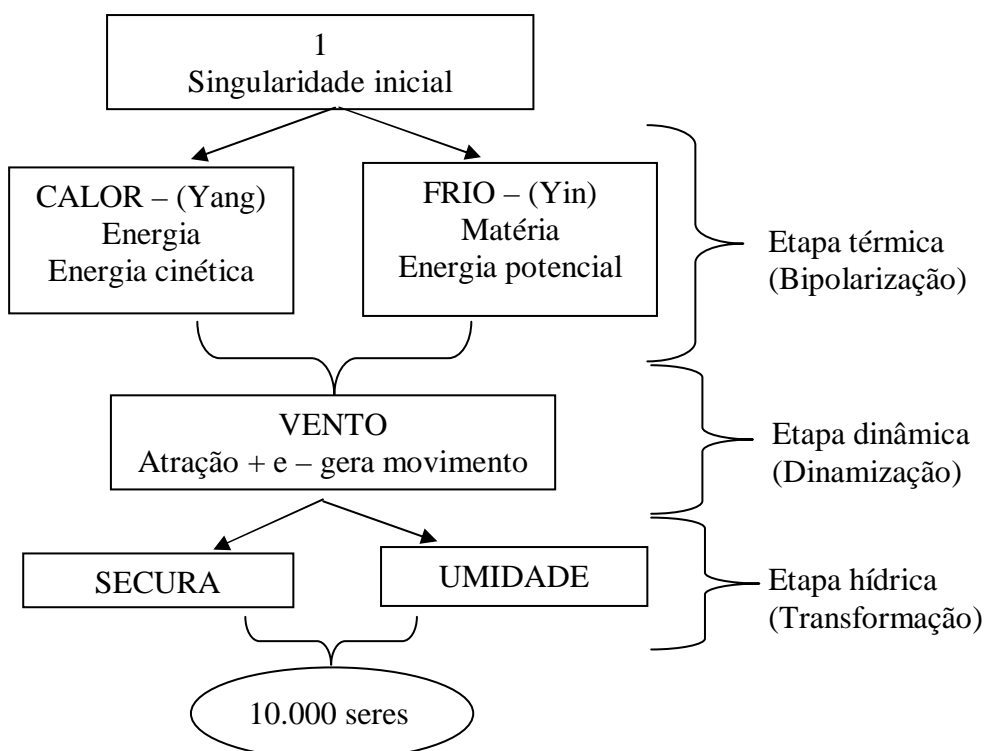 1
Singularidade inicial
CALOR – (Yang)
Energia
Energia cinética
FRIO – (Yin)
Matéria
Energia potencial
Etapa térmica
(Bipolarização)
VENTO
Atração + e – gera movimento
Etapa dinâmica
(Dinamização)
SECURA
UMIDADE
Etapa hídrica
(Transformação)
10.000 seres